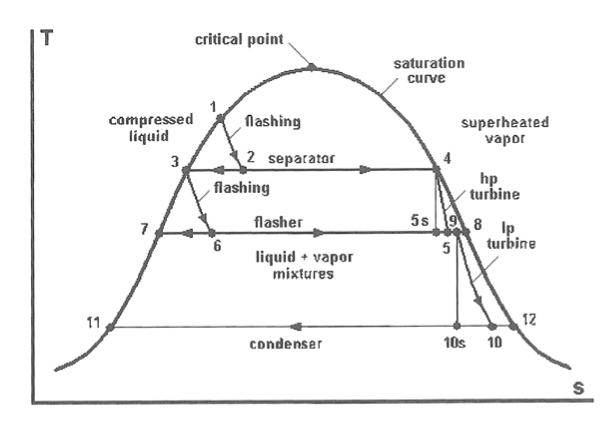 T
critical point
saturation
curve
1
flashing
compressed
liquid
superheated
vapor
3
2
separator
4
flashing
hp
turbine
7
6
flasher
5s
9
8
5
lp
turbine
liquid + vapor
mixtures
11
12
condenser
10s
10
s